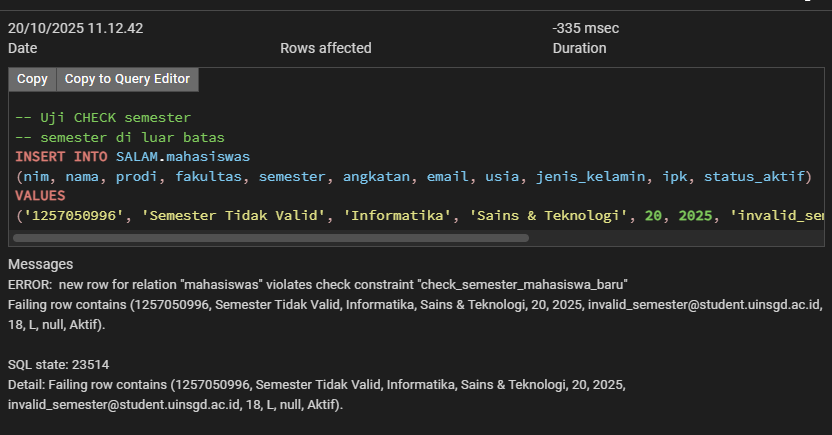 20/10/2025 11.12.42 -335 msec
Date Rows affected Duration
Copy Copy to Query Editor
-- Uji CHECK semester
-- semester di luar batas
INSERT INTO SALAM.mahasiswas
(nim, nama, prodi, fakultas, semester, angkatan, email, usia, jenis_kelamin, ipk, status_aktif)
VALUES
('1257050996', 'Semester Tidak Valid', 'Informatika', 'Sains & Teknologi', 20, 2025, 'invalid_sem
Messages
ERROR: new row for relation "mahasiswas" violates check constraint "check_semester_mahasiswa_baru"
Failing row contains (1257050996, Semester Tidak Valid, Informatika, Sains & Teknologi, 20, 2025, invalid_semester@student.uinsgd.ac.id,
18, L, null, Aktif).
SQL state: 23514
Detail: Failing row contains (1257050996, Semester Tidak Valid, Informatika, Sains & Teknologi, 20, 2025,
invalid_semester@student.uinsgd.ac.id, 18, L, null, Aktif).